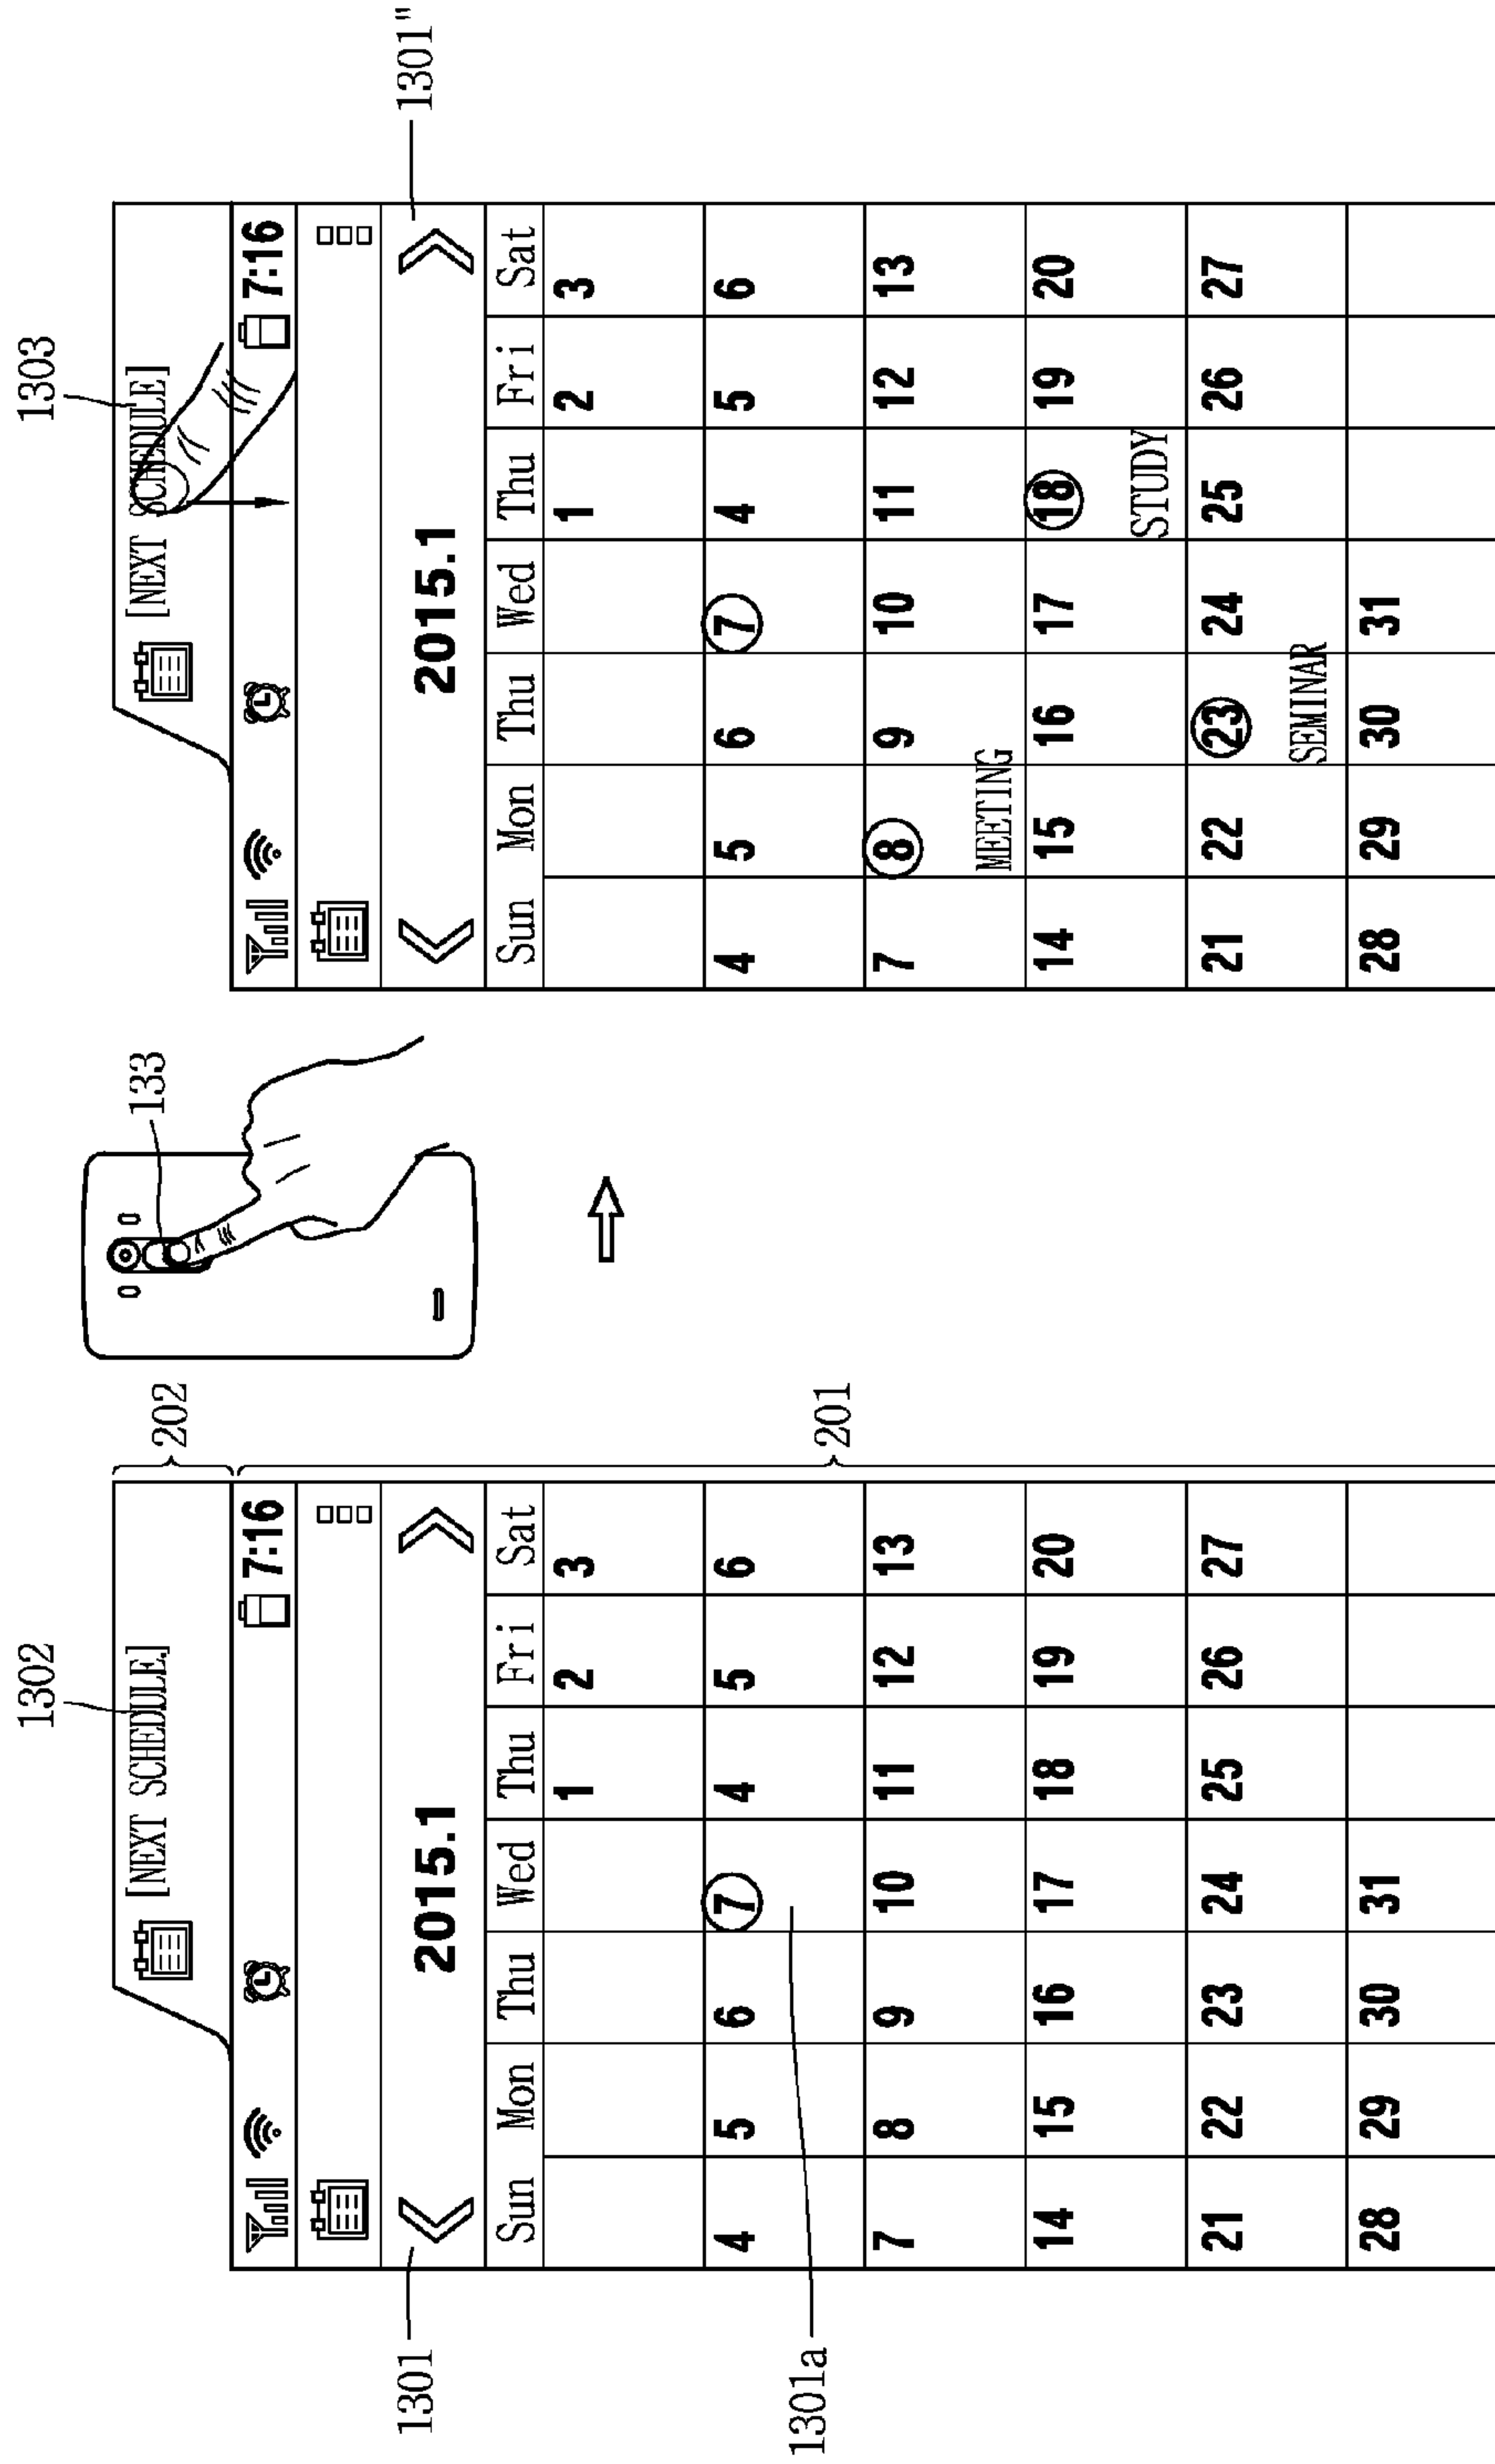 1302
[NEXT SCHEDULE]
202
7:16
1301
2015.1
Sun Mon Thu Wed Thu Fri Sat
1 2 3
4 5 6 7 4 5 6
1301a
201
7 8 9 10 11 12 13
14 15 16 17 18 19 20
21 22 23 24 25 26 27
28 29 30 31
133
1303
[NEXT SCHEDULE]
7:16
1301"
2015.1
Sun Mon Thu Wed Thu Fri Sat
1 2 3
4 5 6 7 4 5 6
7 8 9 10 11 12 13
MEETING
14 15 16 17 18 19 20
STUDY
21 22 23 24 25 26 27
SEMINAR
28 29 30 31